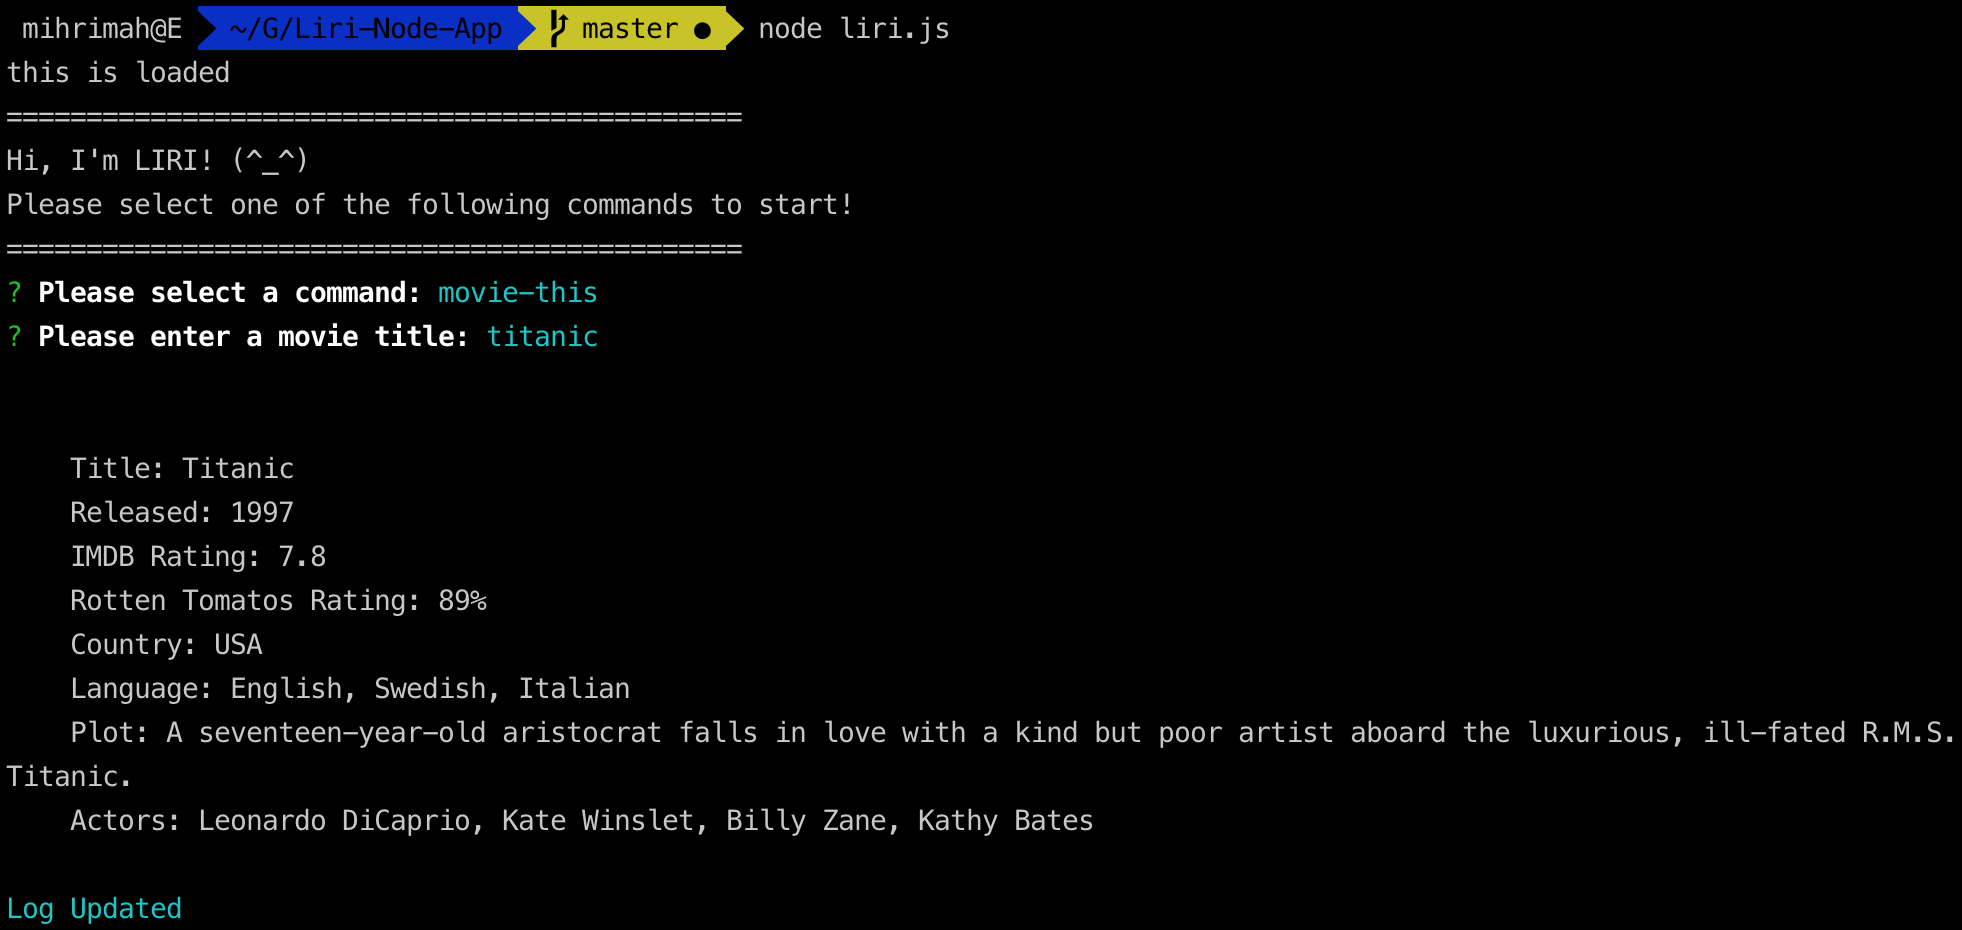 mihrimah@E ~/G/Liri-Node-App master ● node liri.js
this is loaded
==============================================
Hi, I'm LIRI! (^_^)
Please select one of the following commands to start!
==============================================
? Please select a command: movie-this
? Please enter a movie title: titanic
Title: Titanic
Released: 1997
IMDB Rating: 7.8
Rotten Tomatos Rating: 89%
Country: USA
Language: English, Swedish, Italian
Plot: A seventeen-year-old aristocrat falls in love with a kind but poor artist aboard the luxurious, ill-fated R.M.S.
Titanic.
Actors: Leonardo DiCaprio, Kate Winslet, Billy Zane, Kathy Bates
Log Updated